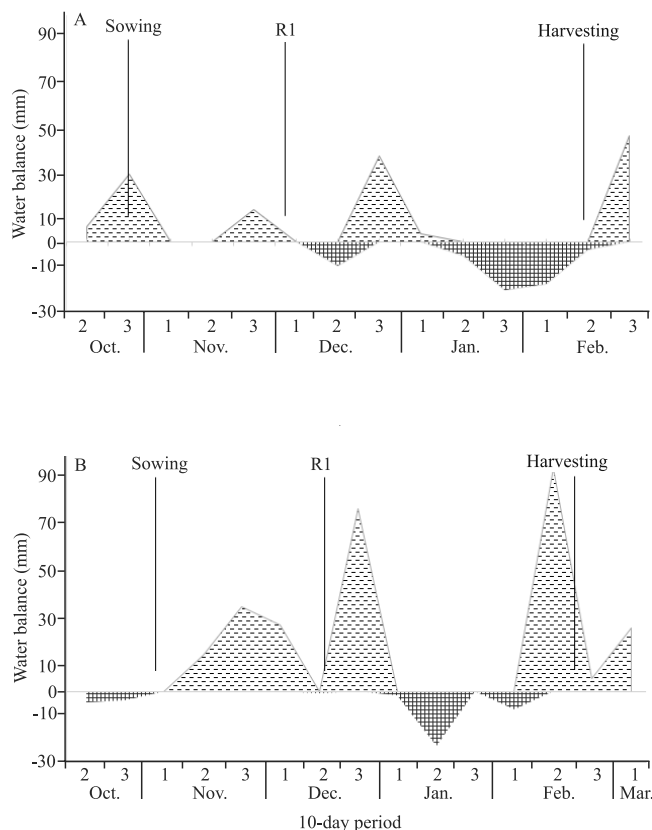 A
Sowing
R1
Harvesting
Water balance (mm)
90
50
30
10
0
-10
-30
2 3 1 2 3 1 2 3 1 2 3 1 2 3
Oct. Nov. Dec. Jan. Feb.
B
Sowing
R1
Harvesting
Water balance (mm)
90
70
50
30
10
0
-10
-30
2 3 1 2 3 1 2 3 1 2 3 1 2 3 1
Oct. Nov. Dec. Jan. Feb. Mar.
10-day period